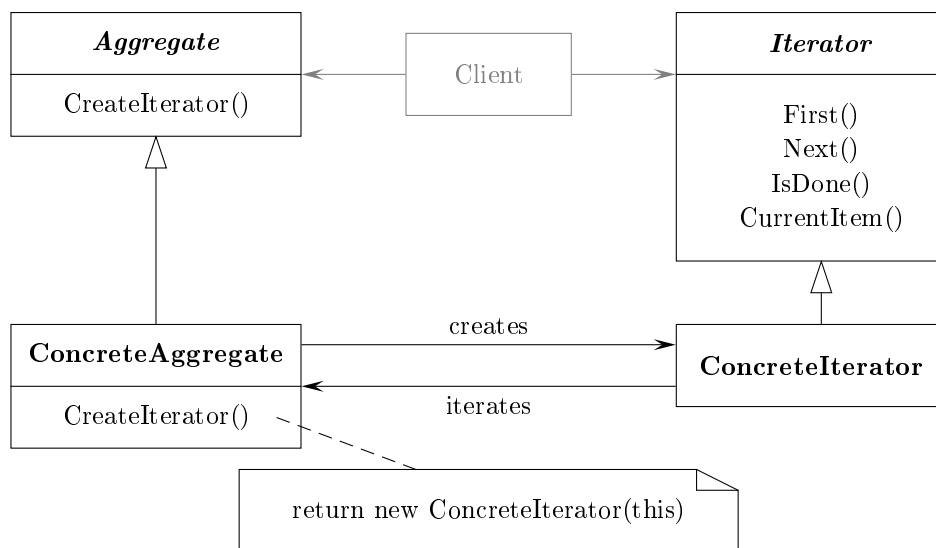 Aggregate
CreateIterator()
Client
Iterator
First()
Next()
IsDone()
CurrentItem()
ConcreteAggregate
CreateIterator()
creates
iterates
ConcreteIterator
return new ConcreteIterator(this)